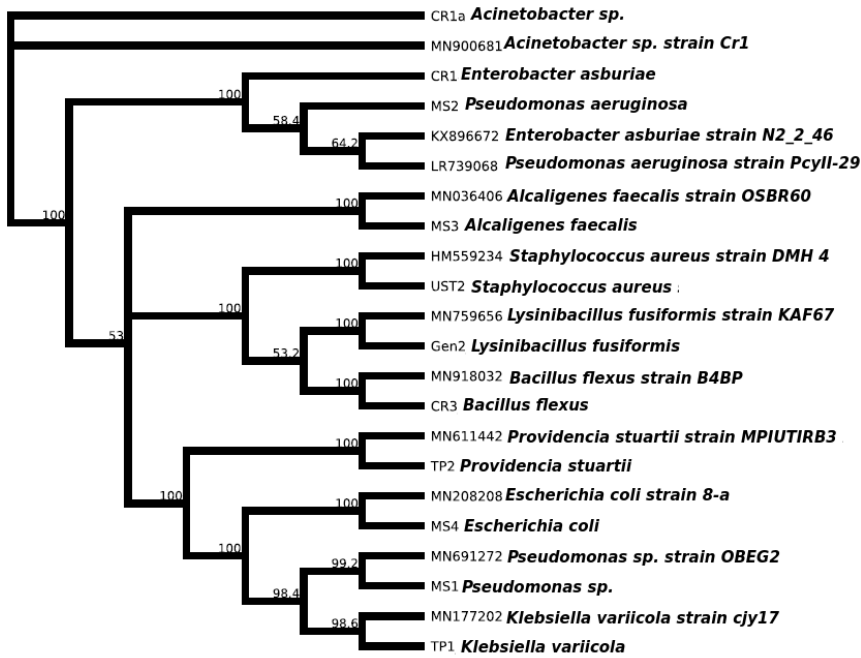 CR1a Acinetobacter sp.
MN900681 Acinetobacter sp. strain Cr1
CR1 Enterobacter asburiae
100
MS2 Pseudomonas aeruginosa
58.4
KX896672 Enterobacter asburiae strain N2_2_46
64.2
LR739068 Pseudomonas aeruginosa strain PcyII-29
MN036406 Alcaligenes faecalis strain OSBR60
100
100
MS3 Alcaligenes faecalis
HM559234 Staphylococcus aureus strain DMH 4
100
UST2 Staphylococcus aureus :
100
MN759656 Lysinibacillus fusiformis strain KAF67
100
53
Gen2 Lysinibacillus fusiformis
53.2
MN918032 Bacillus flexus strain B4BP
100
CR3 Bacillus flexus
MN611442 Providencia stuartii strain MPIUTIRB3
100
TP2 Providencia stuartii
100
MN208208 Escherichia coli strain 8-a
100
MS4 Escherichia coli
100
MN691272 Pseudomonas sp. strain OBEG2
99.2
MS1 Pseudomonas sp.
98.4
MN177202 Klebsiella variicola strain cjy17
98.6
TP1 Klebsiella variicola